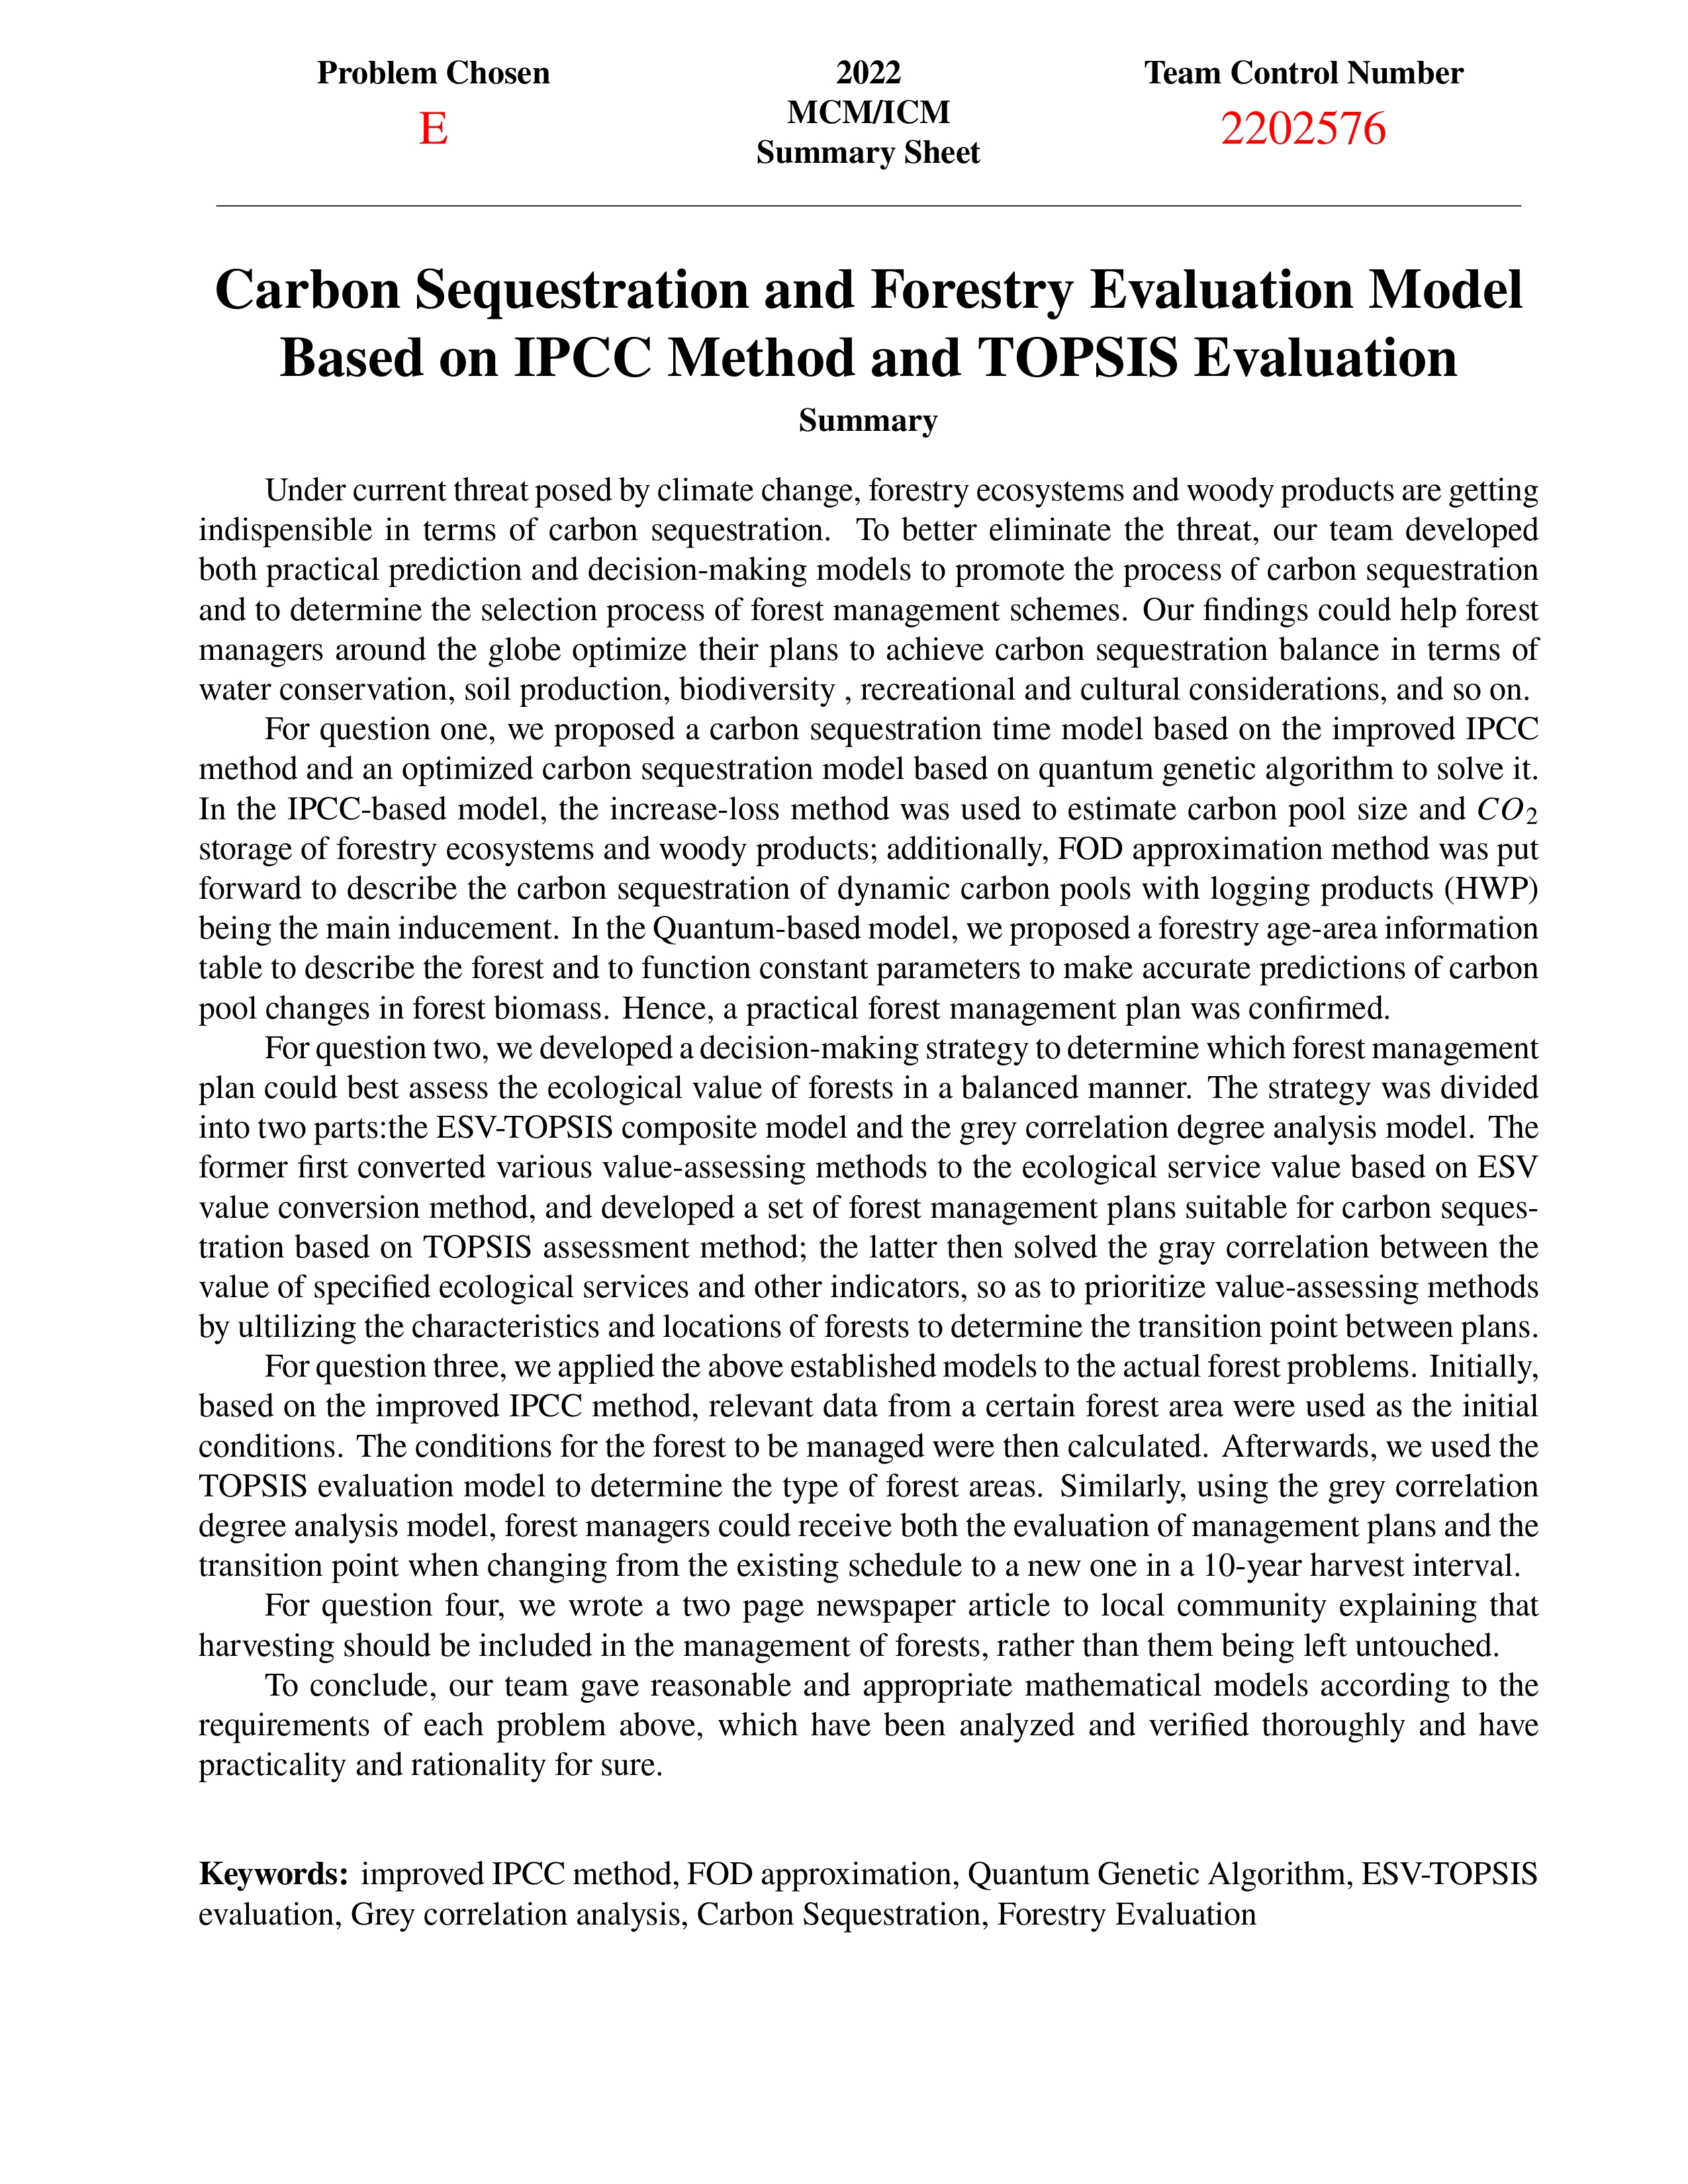 Problem Chosen
E
2022
MCM/ICM
Summary Sheet
Team Control Number
2202576
Carbon Sequestration and Forestry Evaluation Model
Based on IPCC Method and TOPSIS Evaluation
Summary
Under current threat posed by climate change, forestry ecosystems and woody products are getting
indispensible in terms of carbon sequestration. To better eliminate the threat, our team developed
both practical prediction and decision-making models to promote the process of carbon sequestration
and to determine the selection process of forest management schemes. Our findings could help forest
managers around the globe optimize their plans to achieve carbon sequestration balance in terms of
water conservation, soil production, biodiversity , recreational and cultural considerations, and so on.
For question one, we proposed a carbon sequestration time model based on the improved IPCC
method and an optimized carbon sequestration model based on quantum genetic algorithm to solve it.
In the IPCC-based model, the increase-loss method was used to estimate carbon pool size and CO2
storage of forestry ecosystems and woody products; additionally, FOD approximation method was put
forward to describe the carbon sequestration of dynamic carbon pools with logging products (HWP)
being the main inducement. In the Quantum-based model, we proposed a forestry age-area information
table to describe the forest and to function constant parameters to make accurate predictions of carbon
pool changes in forest biomass. Hence, a practical forest management plan was confirmed.
For question two, we developed a decision-making strategy to determine which forest management
plan could best assess the ecological value of forests in a balanced manner. The strategy was divided
into two parts:the ESV-TOPSIS composite model and the grey correlation degree analysis model. The
former first converted various value-assessing methods to the ecological service value based on ESV
value conversion method, and developed a set of forest management plans suitable for carbon seques-
tration based on TOPSIS assessment method; the latter then solved the gray correlation between the
value of specified ecological services and other indicators, so as to prioritize value-assessing methods
by ultilizing the characteristics and locations of forests to determine the transition point between plans.
For question three, we applied the above established models to the actual forest problems. Initially,
based on the improved IPCC method, relevant data from a certain forest area were used as the initial
conditions. The conditions for the forest to be managed were then calculated. Afterwards, we used the
TOPSIS evaluation model to determine the type of forest areas. Similarly, using the grey correlation
degree analysis model, forest managers could receive both the evaluation of management plans and the
transition point when changing from the existing schedule to a new one in a 10-year harvest interval.
For question four, we wrote a two page newspaper article to local community explaining that
harvesting should be included in the management of forests, rather than them being left untouched.
To conclude, our team gave reasonable and appropriate mathematical models according to the
requirements of each problem above, which have been analyzed and verified thoroughly and have
practicality and rationality for sure.
Keywords: improved IPCC method, FOD approximation, Quantum Genetic Algorithm, ESV-TOPSIS
evaluation, Grey correlation analysis, Carbon Sequestration, Forestry Evaluation